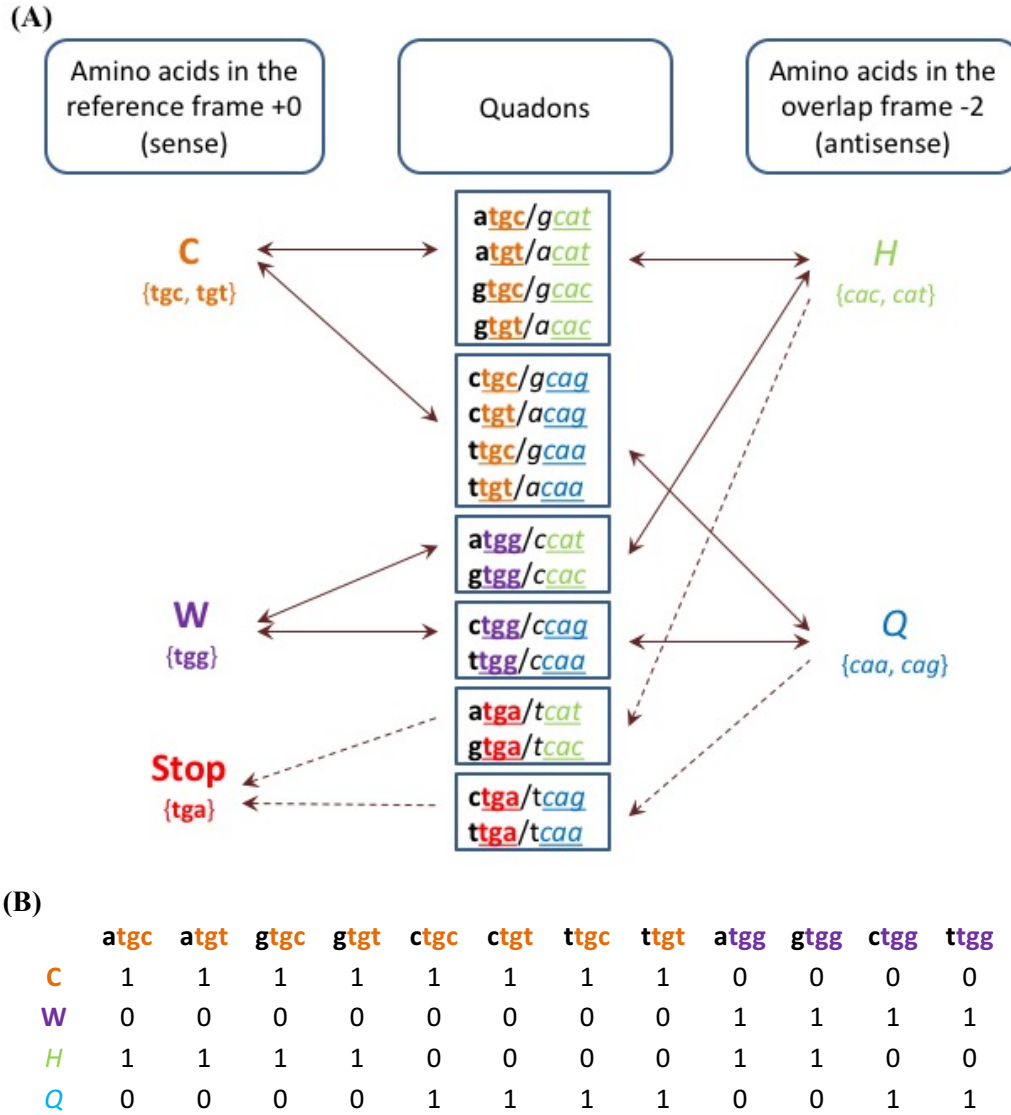 (A)
Amino acids in the
reference frame +0
(sense)
Quadons
Amino acids in the
overlap frame -2
(antisense)
C
{tgc, tgt}
W
{tgg}
Stop
{tga}
atgc/gcat
atgt/acat
gtgc/gcac
gtgt/acac
ctgc/gcag
ctgt/acag
ttgc/gcaa
ttgt/acaa
atgg/ccat
gtgg/ccac
ctgg/ccag
ttgg/ccaa
atga/tcat
gtga/tcac
ctga/tcag
ttga/tcaa
H
{cac, cat}
Q
{caa, cag}
(B)
atgc atgt gtgc gtgt ctgc ctgt ttgc ttgt atgg gtgg ctgg ttgg
C 1 1 1 1 1 1 1 1 0 0 0 0
W 0 0 0 0 0 0 0 0 1 1 1 1
H 1 1 1 1 0 0 0 0 1 1 0 0
Q 0 0 0 0 1 1 1 1 0 0 1 1